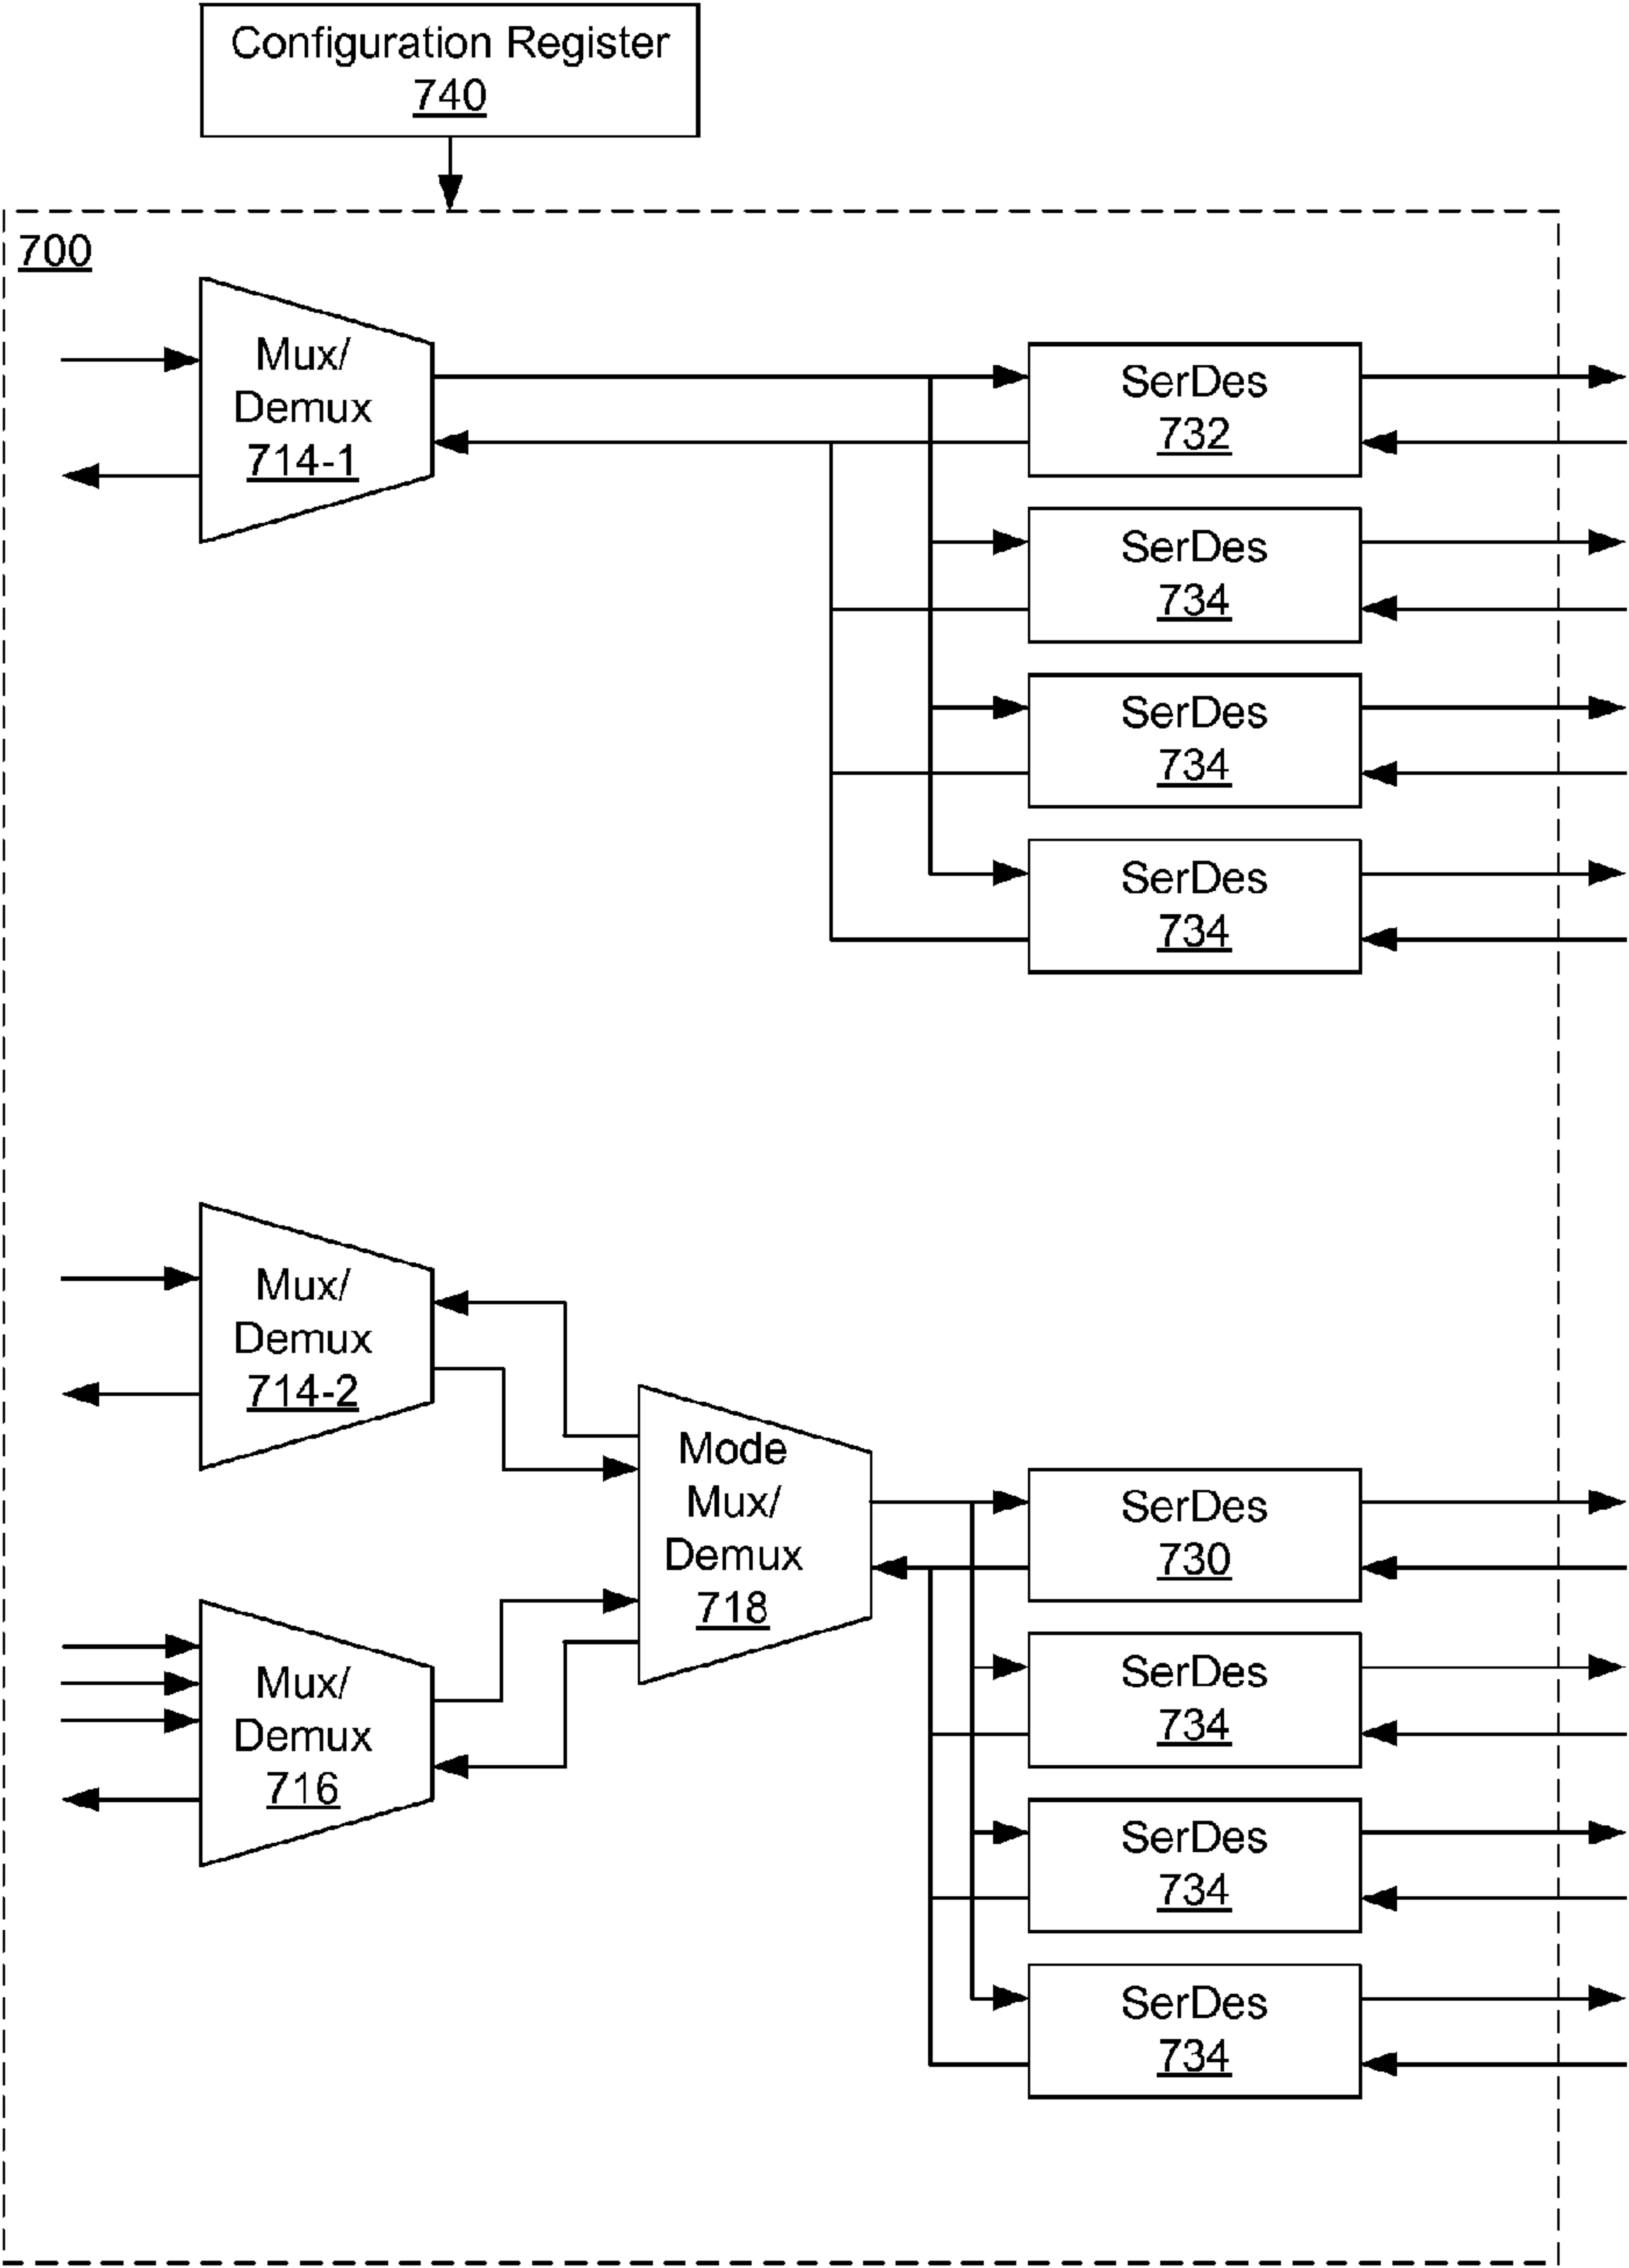 Configuration Register
740
700
Mux/
Demux
714-1
SerDes
732
SerDes
734
SerDes
734
SerDes
734
Mux/
Demux
714-2
Mode
Mux/
Demux
718
Mux/
Demux
716
SerDes
730
SerDes
734
SerDes
734
SerDes
734